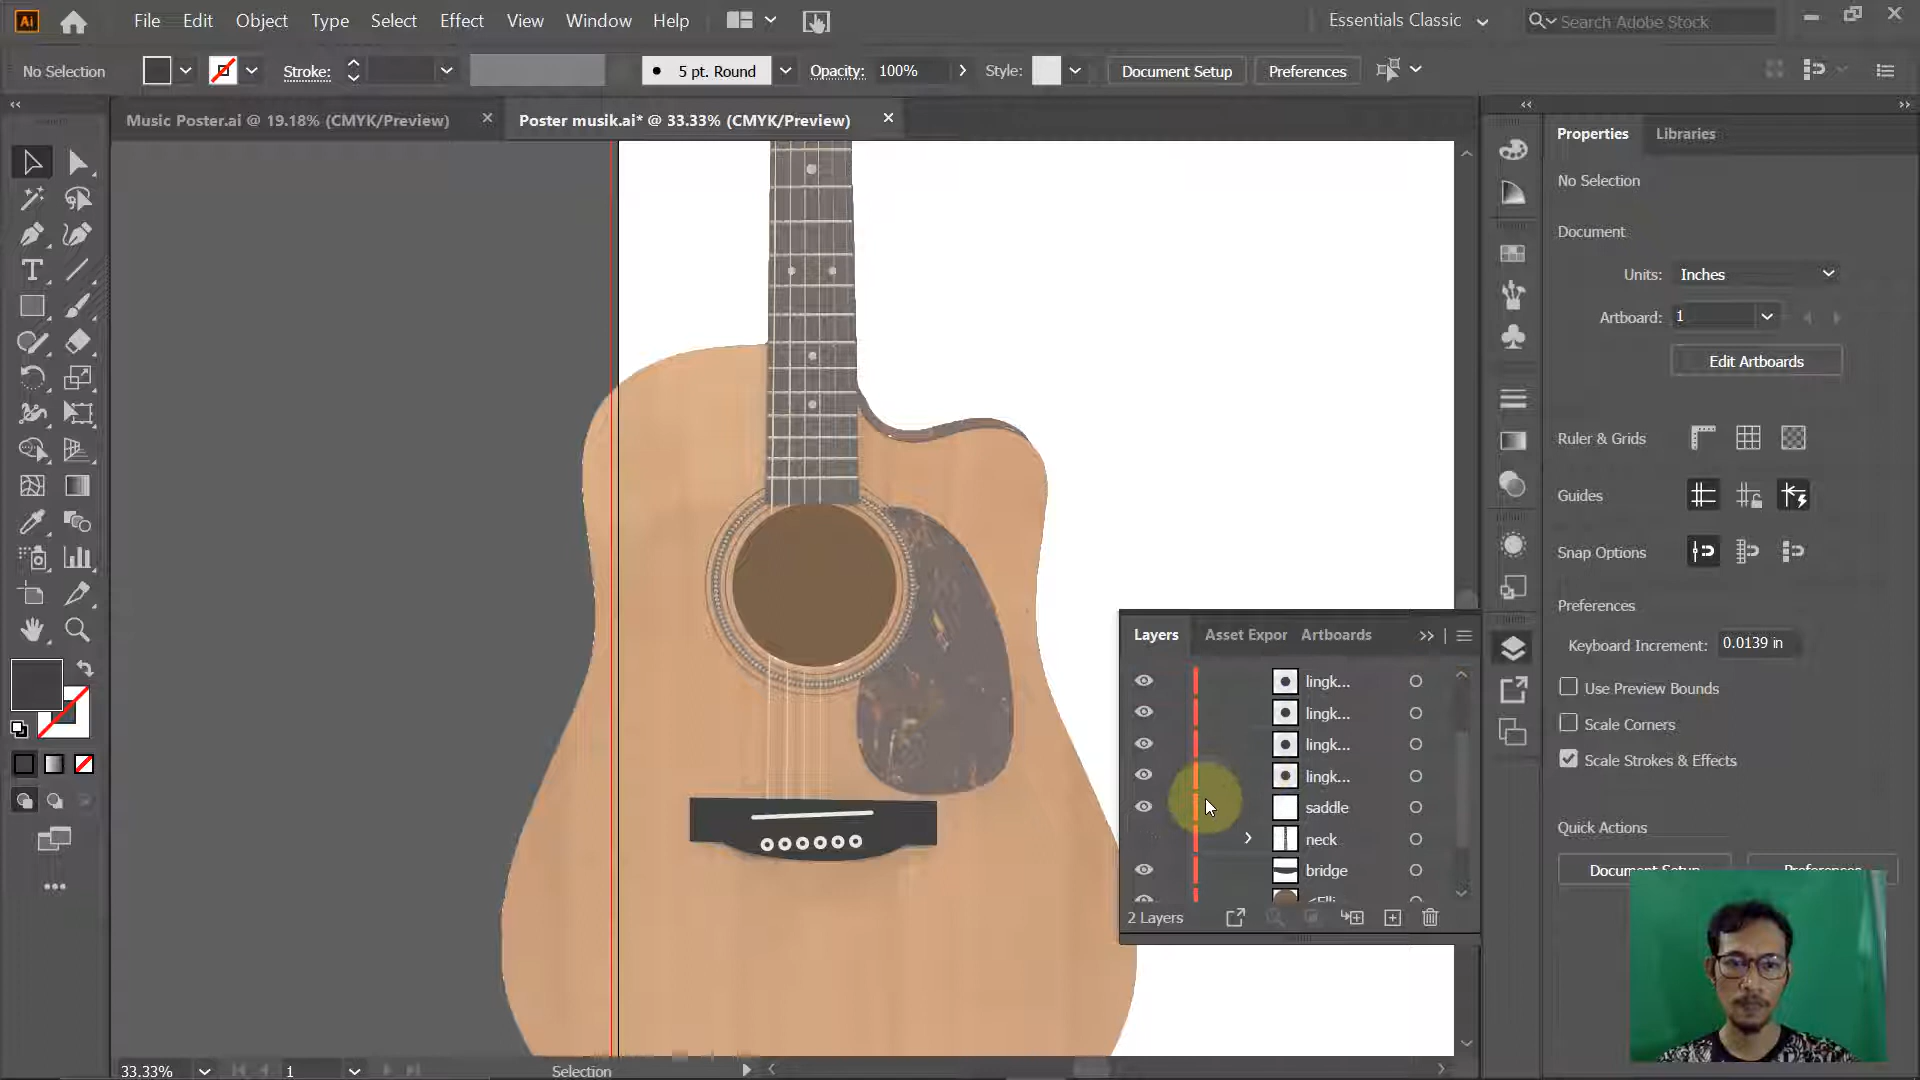 Ai File Edit Object Type Select Effect View Window Help Essentials Classic Search Adobe Stock
No Selection Stroke: 5 pt. Round Opacity: 100% Style: Document Setup Preferences
Music Poster.ai @ 19.18% (CMYK/Preview) Poster musik.ai* @ 33.33% (CMYK/Preview)
Properties Libraries
No Selection
Document
Units: Inches
Artboard: 1
Edit Artboards
Ruler & Grids
Guides
Snap Options
Preferences
Keyboard Increment: 0.0139 in
Use Preview Bounds
Scale Corners
Scale Strokes & Effects
Quick Actions
Document Setup Preferences
Layers Asset Expor Artboards
lingk...
lingk...
lingk...
lingk...
saddle
neck
bridge
2 Layers
33.33% 1 Selection